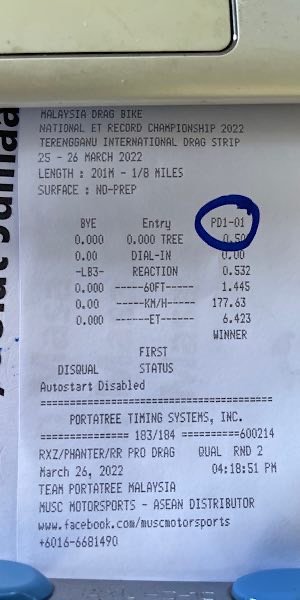 MALAYSIA DRAG BIKE
NATIONAL ET RECORD CHAMPIONSHIP 2022
TERENGGANU INTERNATIONAL DRAG STRIP
25 - 26 MARCH 2022
LENGTH : 201M - 1/8 MILES
SURFACE : NO-PREP
BYE Entry PD1-01
0.000 0.000 TREE 0.50
0.00 DIAL-IN 0.00
-LB3- REACTION 0.532
0.000 -----60FT----- 1.445
0.00 -----KM/H----- 177.63
0.000 ------ET------ 6.423
WINNER
FIRST
DISQUAL STATUS
Autostart Disabled
========================================
PORTATREE TIMING SYSTEMS, INC.
=============== 183/184 ==========600214
RXZ/PHANTER/RR PRO DRAG QUAL RND 2
March 26, 2022 04:18:51 PM
TEAM PORTATREE MALAYSIA
MUSC MOTORSPORTS - ASEAN DISTRIBUTOR
www.facebook.com/muscmotorsports
+6016-6681490